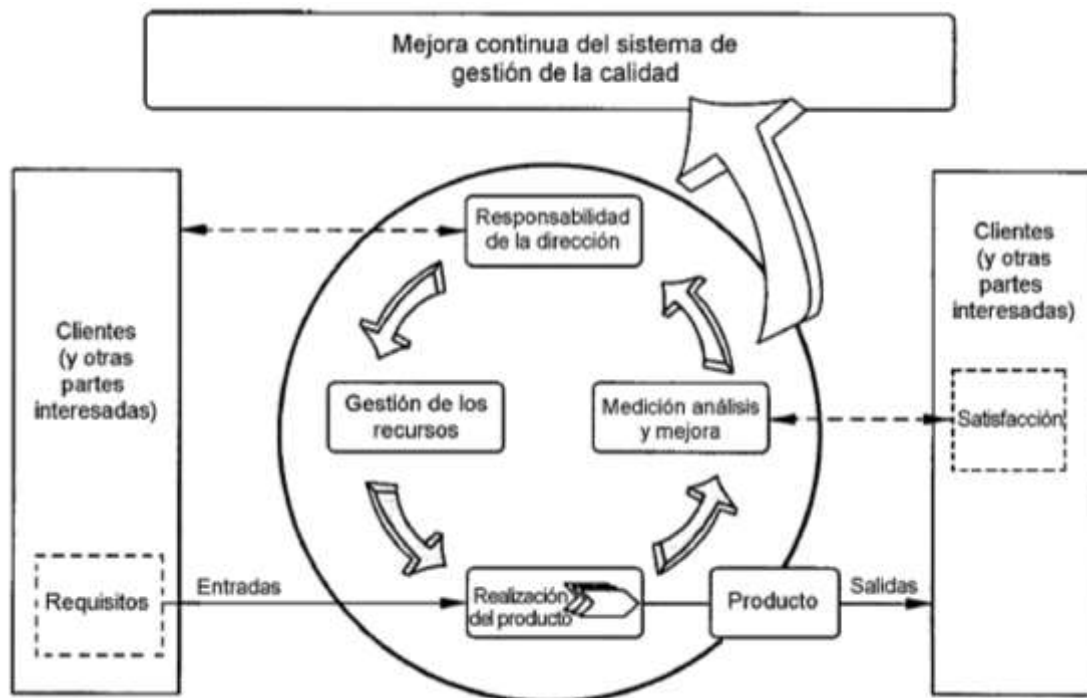 Mejora continua del sistema de
gestión de la calidad
Responsabilidad
de la dirección
Clientes
(y otras
partes
interesadas)
Clientes
(y otras
partes
interesadas)
Gestión de los
recursos
Medición análisis
y mejora
Satisfacción
Requisitos
Entradas
Realización
del producto
Producto
Salidas